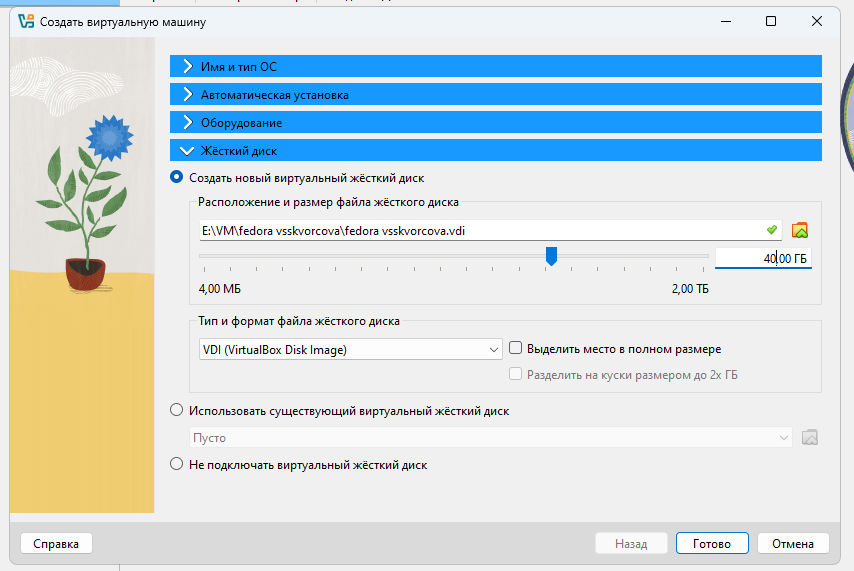 Создать виртуальную машину
Имя и тип ОС
Автоматическая установка
Оборудование
Жёсткий диск
Создать новый виртуальный жёсткий диск
Расположение и размер файла жёсткого диска
E:\VM\fedora vsskvorcova\fedora vsskvorcova.vdi
40,00 ГБ
4,00 МБ 2,00 ТБ
Тип и формат файла жёсткого диска
VDI (VirtualBox Disk Image) Выделить место в полном размере
Разделить на куски размером до 2х ГБ
Использовать существующий виртуальный жёсткий диск
Пусто
Не подключать виртуальный жёсткий диск
Справка Назад Готово Отмена